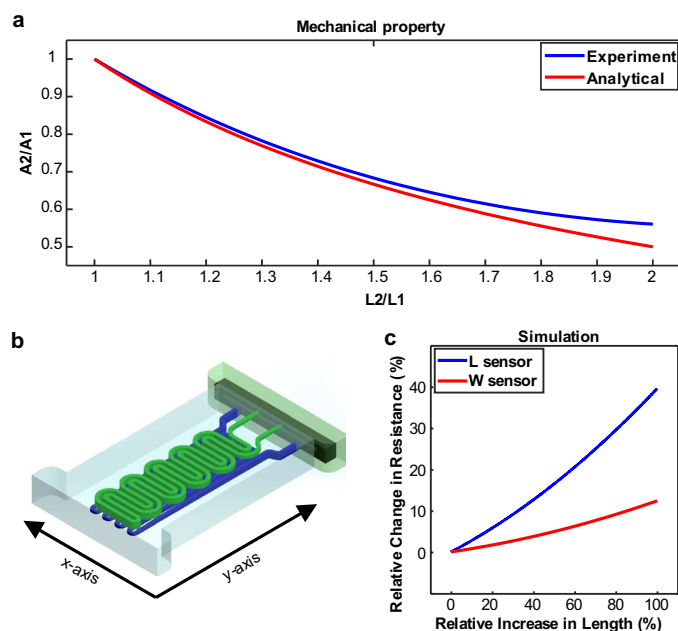 a
Mechanical property
A2/A1
1
0.9
0.8
0.7
0.6
0.5
Experiment
Analytical
1 1.1 1.2 1.3 1.4 1.5 1.6 1.7 1.8 1.9 2
L2/L1
b
x-axis
y-axis
c
Simulation
L sensor
W sensor
Relative Change in Resistance (%)
40
30
20
10
0
0 20 40 60 80 100
Relative Increase in Length (%)